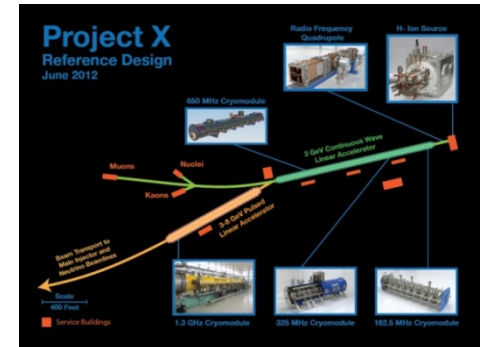 Project X
Reference Design
June 2012
Radio Frequency
Quadrupole
H- Ion Source
650 MHz Cryomodule
3 GeV Continuous Wave
Linear Accelerator
Muons
Nuclei
Kaons
3-8 GeV Pulsed
Linear Accelerator
Beam Transport to
Main Injector and
Neutrino Beamlines
Scale
400 Feet
Service Buildings
1.3 GHz Cryomodule
325 MHz Cryomodule
162.5 MHz Cryomodule